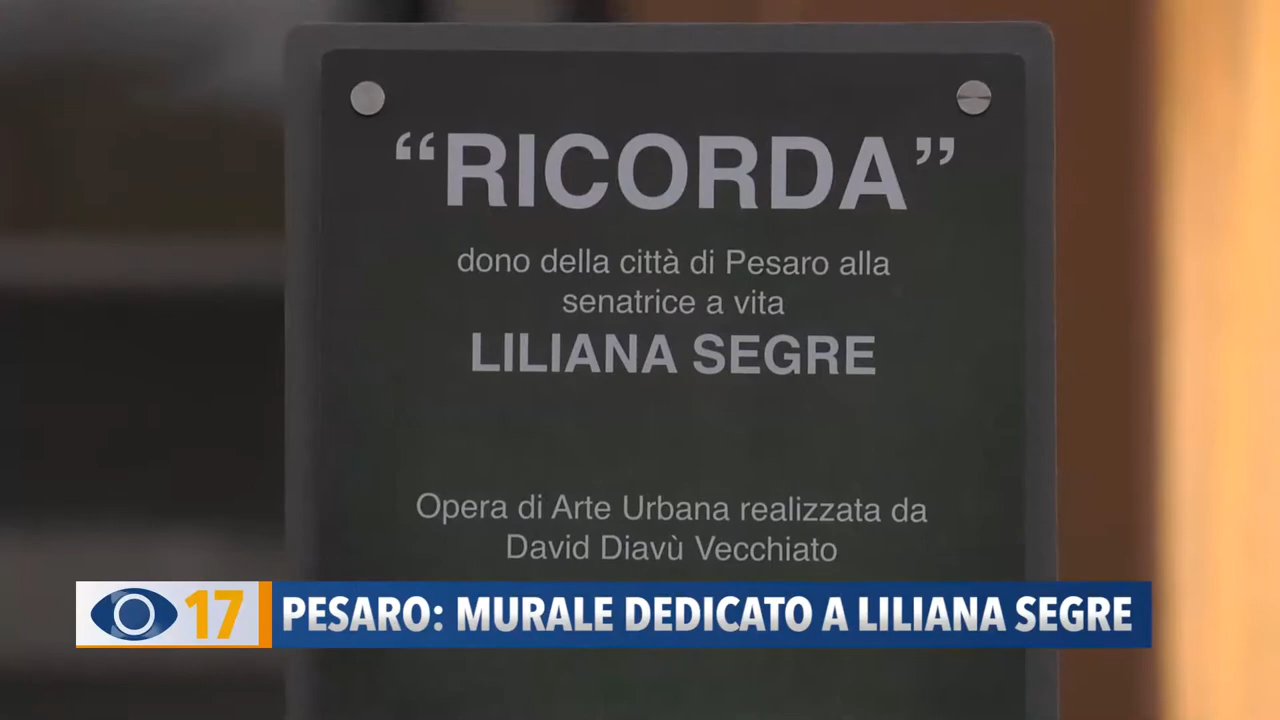 “RICORDA”
dono della città di Pesaro alla
senatrice a vita
LILIANA SEGRE
Opera di Arte Urbana realizzata da
David Diavù Vecchiato
17
PESARO: MURALE DEDICATO A LILIANA SEGRE